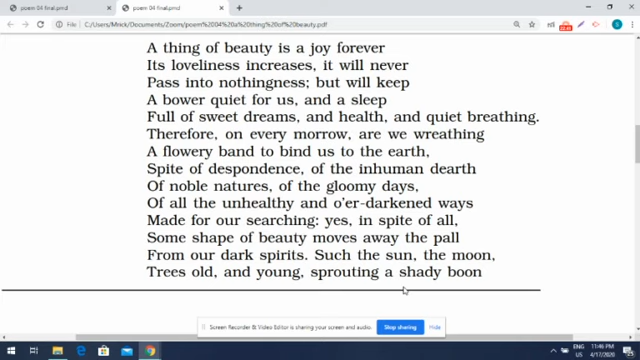 poem 004 final.pmd
poem 004 final.pmd
File | C:/Users/Mrick/Documents/Zoom/poem%2004%20a%20thing%20of%20beauty.pdf
A thing of beauty is a joy forever
Its loveliness increases, it will never
Pass into nothingness; but will keep
A bower quiet for us, and a sleep
Full of sweet dreams, and health, and quiet breathing.
Therefore, on every morrow, are we wreathing
A flowery band to bind us to the earth,
Spite of despondence, of the inhuman dearth
Of noble natures, of the gloomy days,
Of all the unhealthy and o'er-darkened ways
Made for our searching: yes, in spite of all,
Some shape of beauty moves away the pall
From our dark spirits. Such the sun, the moon,
Trees old, and young, sprouting a shady boon
Screen Recorder & Video Editor is sharing your screen and audio. Stop sharing Hide
ENG 11:46 PM
US 4/17/2020